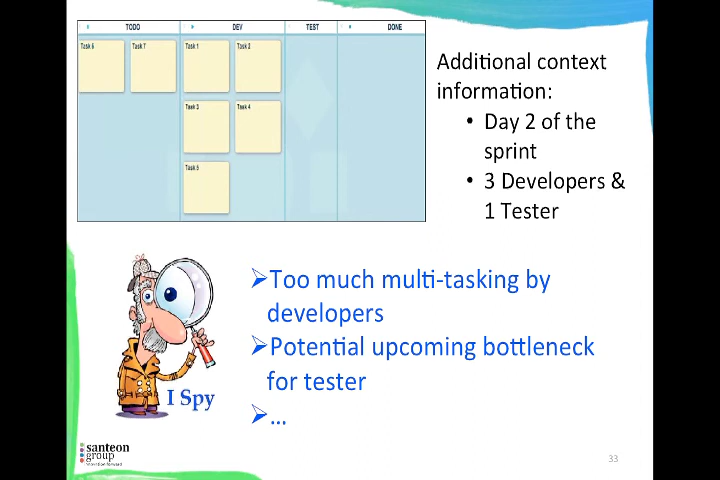 TODO
DEV
TEST
DONE
Task 6
Task 7
Task 1
Task 2
Task 3
Task 4
Task 5
Additional context
information:
• Day 2 of the
sprint
• 3 Developers &
1 Tester
➢Too much multi-tasking by
developers
➢Potential upcoming bottleneck
for tester
➢...
I Spy
santeon
group
33